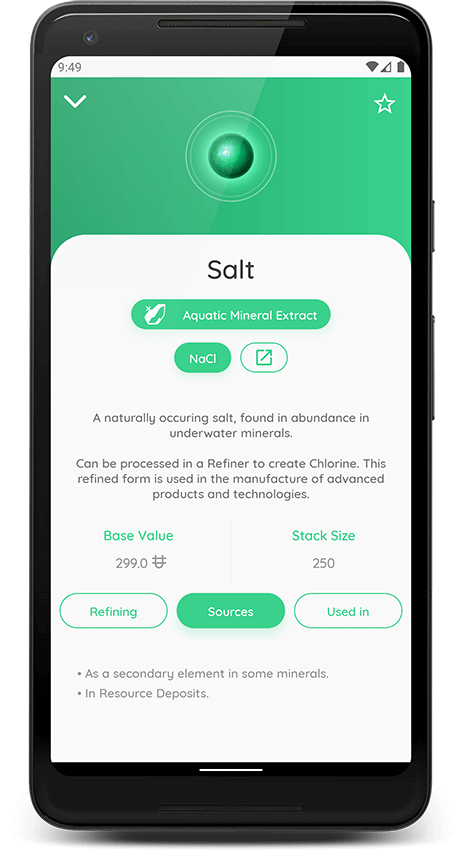 9:49
Salt
Aquatic Mineral Extract
NaCl
A naturally occuring salt, found in abundance in
underwater minerals.
Can be processed in a Refiner to create Chlorine. This
refined form is used in the manufacture of advanced
products and technologies.
Base Value Stack Size
299.0 250
Refining Sources Used in
• As a secondary element in some minerals.
• In Resource Deposits.